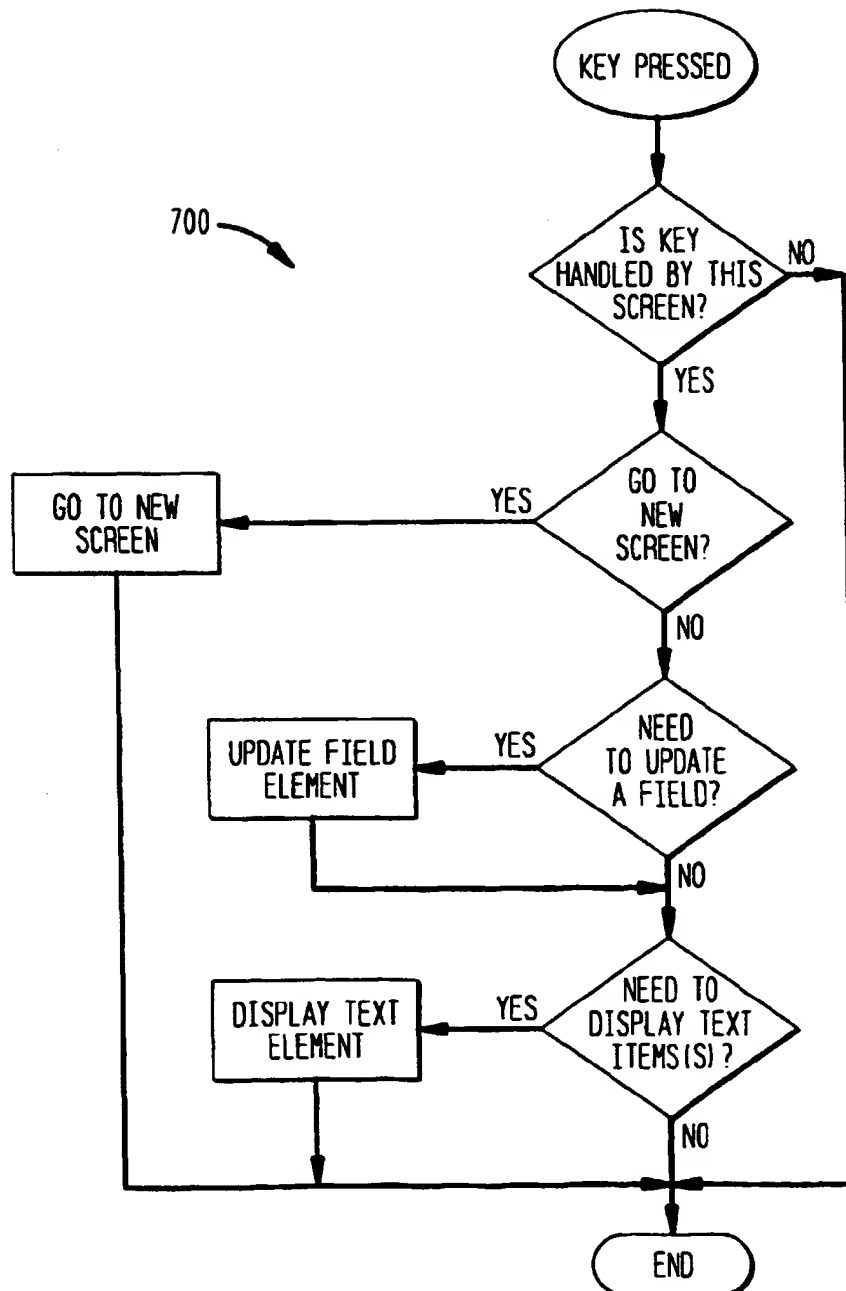 KEY PRESSED
700
IS KEY
HANDLED BY THIS
SCREEN?
NO
YES
GO TO NEW
SCREEN
YES
GO TO
NEW
SCREEN?
NO
UPDATE FIELD
ELEMENT
YES
NEED
TO UPDATE
A FIELD?
NO
DISPLAY TEXT
ELEMENT
YES
NEED TO
DISPLAY TEXT
ITEMS(S)?
NO
END